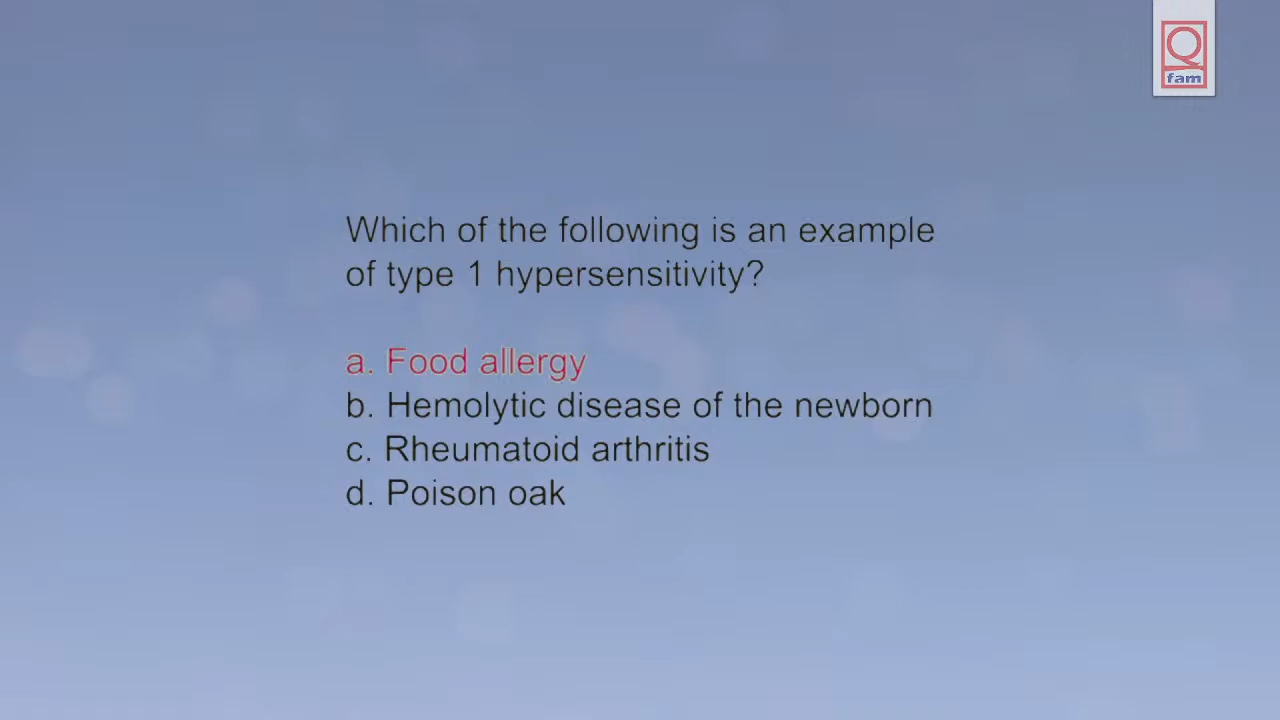 Q
fam
Which of the following is an example
of type 1 hypersensitivity?
a. Food allergy
b. Hemolytic disease of the newborn
c. Rheumatoid arthritis
d. Poison oak